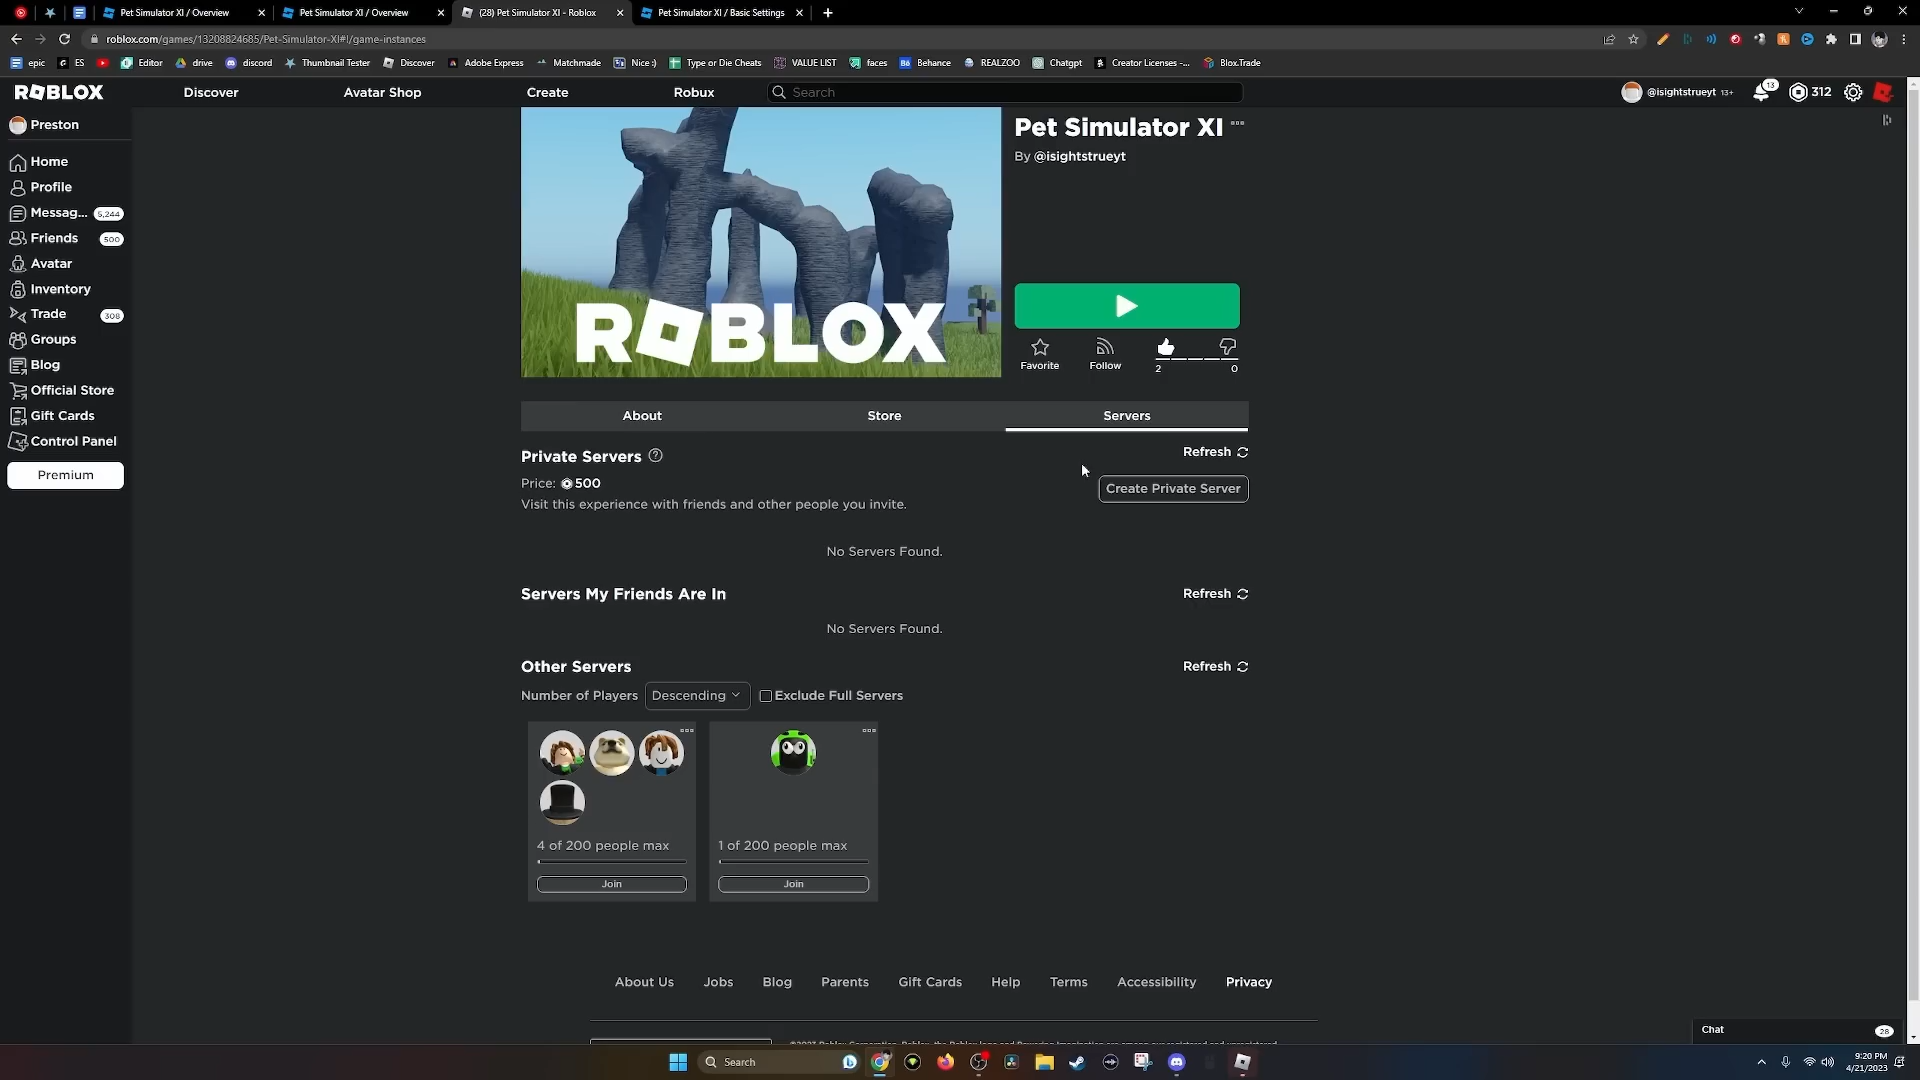 Pet Simulator XI / Overview
Pet Simulator XI / Overview
(28) Pet Simulator XI - Roblox
Pet Simulator XI / Basic Settings
roblox.com/games/13208824685/Pet-Simulator-XI#!/game-instances
epic
ES
Editor
drive
discord
Thumbnail Tester
Discover
Adobe Express
Matchmade
Nice :)
Type or Die Cheats
VALUE LIST
faces
Behance
REALZOO
Chatgpt
Creator Licenses -...
Blox.Trade
ROBLOX
Discover
Avatar Shop
Create
Robux
Search
@isightstrueyt 13+
13
312
Preston
Home
Profile
Messag... 5,244
Friends 500
Avatar
Inventory
Trade 308
Groups
Blog
Official Store
Gift Cards
Control Panel
Premium
ROBLOX
Pet Simulator XI
By @isightstrueyt
Favorite
Follow
2
0
About
Store
Servers
Private Servers
Refresh
Price: 500
Create Private Server
Visit this experience with friends and other people you invite.
No Servers Found.
Servers My Friends Are In
Refresh
No Servers Found.
Other Servers
Refresh
Number of Players
Descending
Exclude Full Servers
4 of 200 people max
Join
1 of 200 people max
Join
About Us
Jobs
Blog
Parents
Gift Cards
Help
Terms
Accessibility
Privacy
Chat
28
Search
9:20 PM
4/21/2023